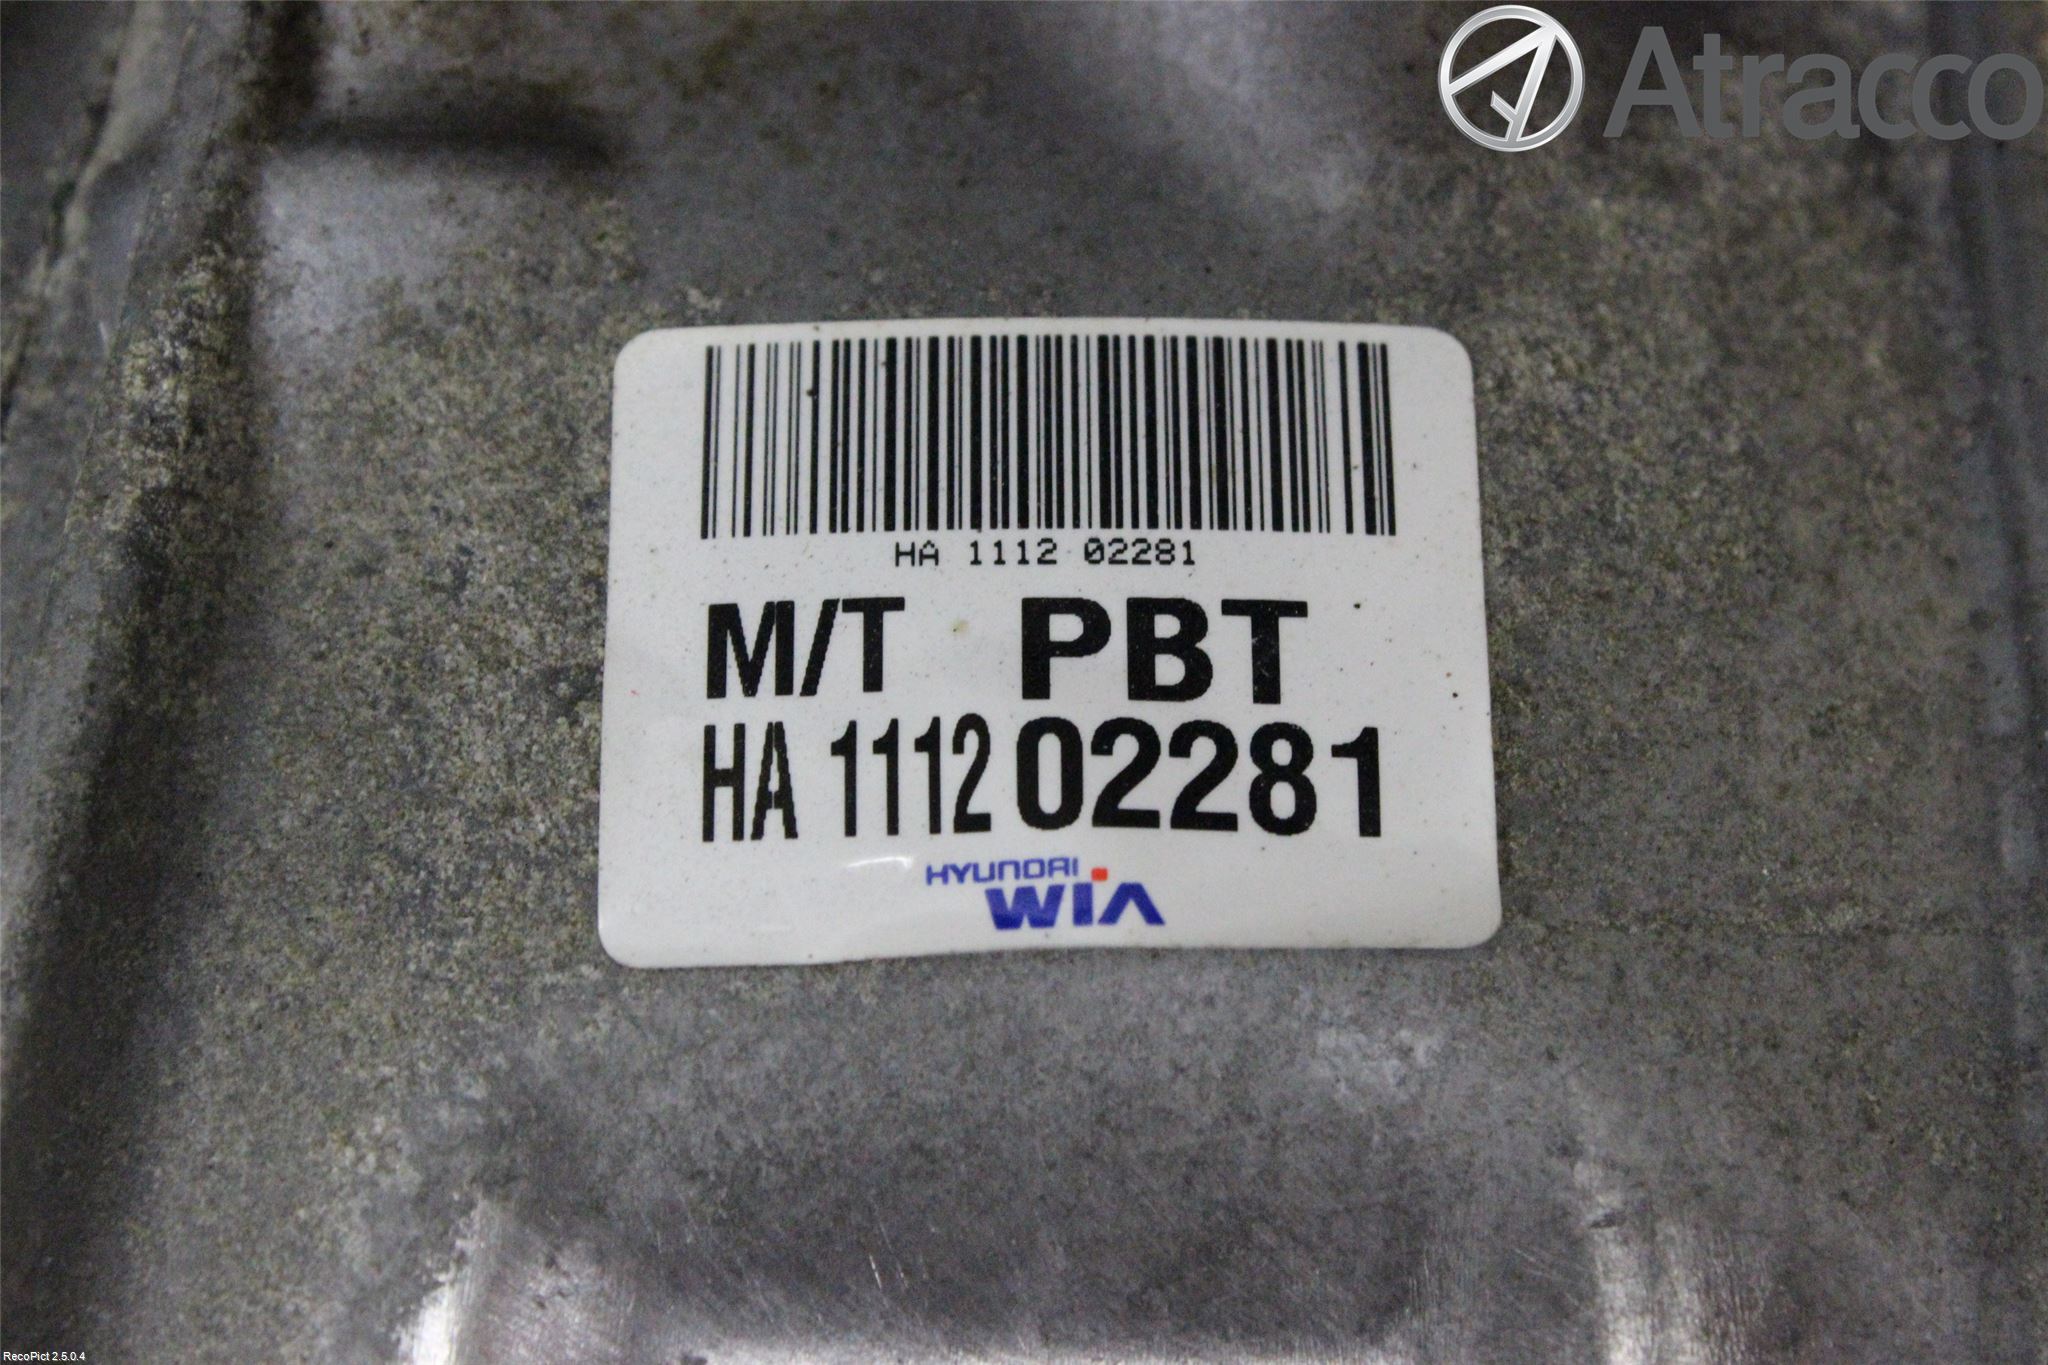 Atracco
HA 1112 02281
M/T PBT
HA 1112 02281
HYUNDAI
WIA
RecoPict 2.5.0.4